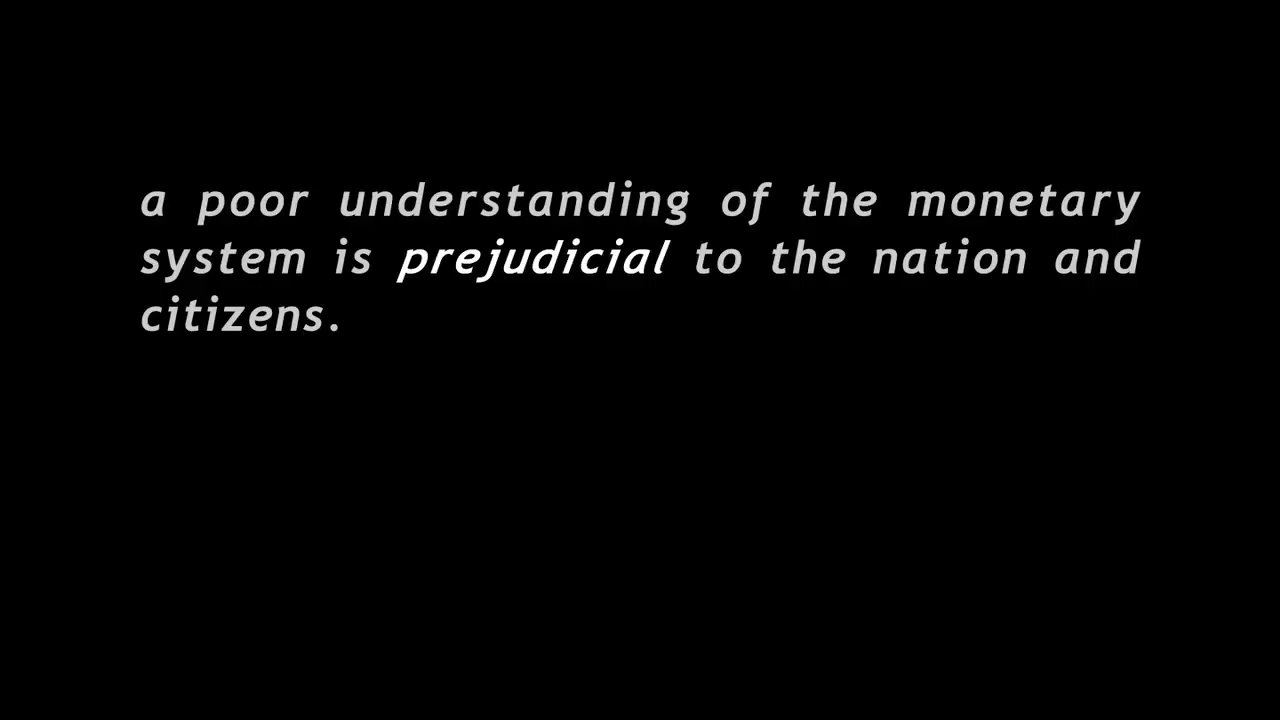 a poor understanding of the monetary
system is prejudicial to the nation and
citizens.